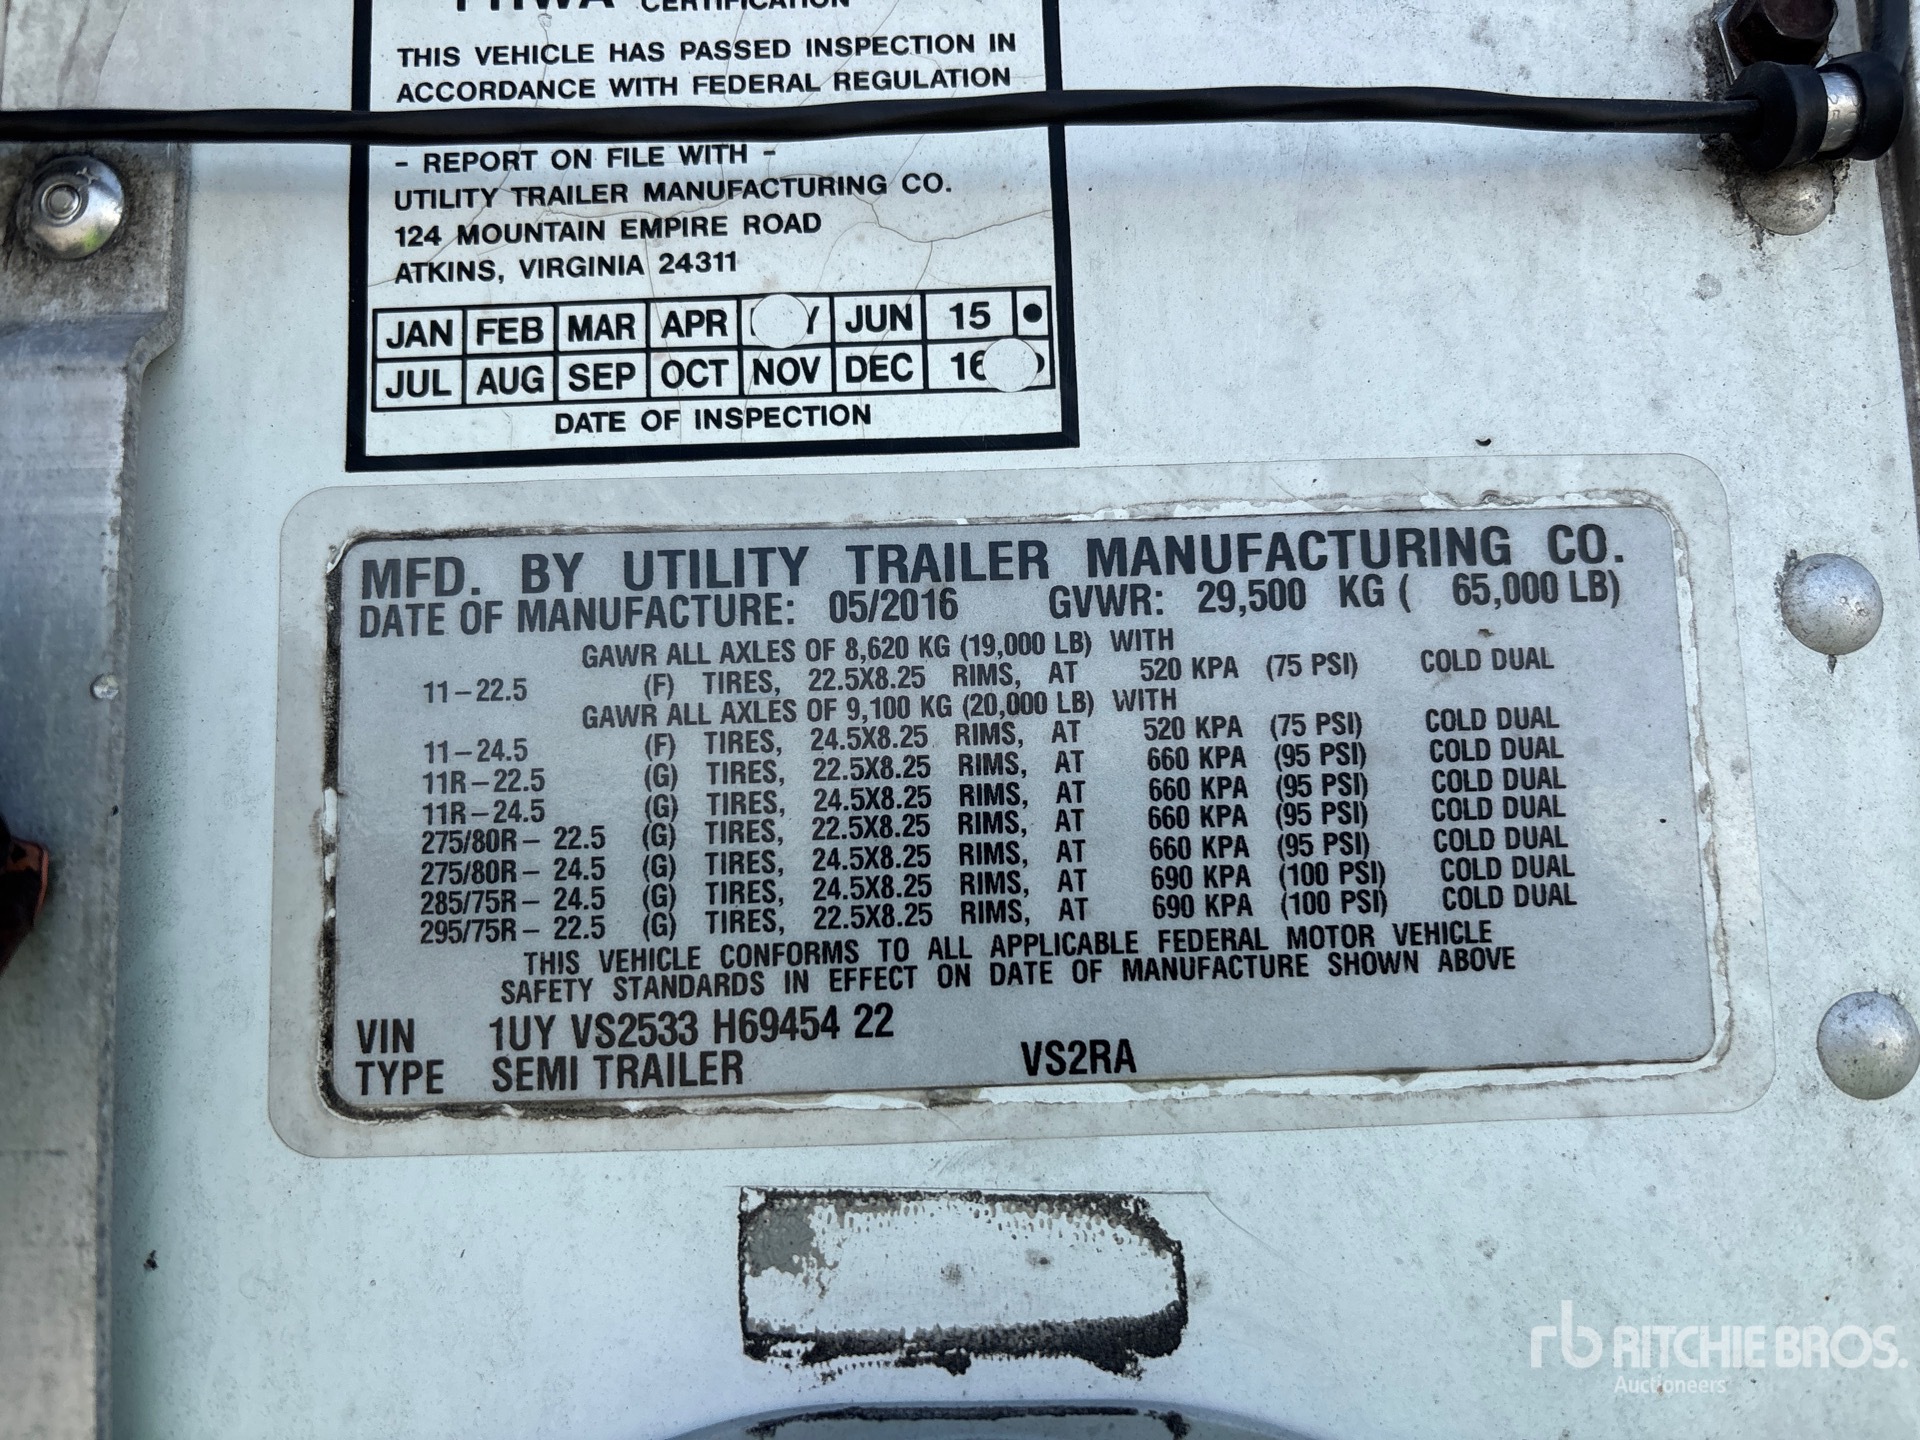 CERTIFICATION
THIS VEHICLE HAS PASSED INSPECTION IN
ACCORDANCE WITH FEDERAL REGULATION
- REPORT ON FILE WITH -
UTILITY TRAILER MANUFACTURING CO.
124 MOUNTAIN EMPIRE ROAD
ATKINS, VIRGINIA 24311
JAN FEB MAR APR JUN 15 •
JUL AUG SEP OCT NOV DEC 16
DATE OF INSPECTION
MFD. BY UTILITY TRAILER MANUFACTURING CO.
DATE OF MANUFACTURE: 05/2016 GVWR: 29,500 KG ( 65,000 LB)
GAWR ALL AXLES OF 8,620 KG (19,000 LB) WITH
11-22.5 (F) TIRES, 22.5X8.25 RIMS, AT 520 KPA (75 PSI) COLD DUAL
GAWR ALL AXLES OF 9,100 KG (20,000 LB) WITH
11-24.5 (F) TIRES, 24.5X8.25 RIMS, AT 520 KPA (75 PSI) COLD DUAL
11R-22.5 (G) TIRES, 22.5X8.25 RIMS, AT 660 KPA (95 PSI) COLD DUAL
11R-24.5 (G) TIRES, 24.5X8.25 RIMS, AT 660 KPA (95 PSI) COLD DUAL
275/80R- 22.5 (G) TIRES, 22.5X8.25 RIMS, AT 660 KPA (95 PSI) COLD DUAL
275/80R- 24.5 (G) TIRES, 24.5X8.25 RIMS, AT 660 KPA (95 PSI) COLD DUAL
285/75R- 24.5 (G) TIRES, 24.5X8.25 RIMS, AT 690 KPA (100 PSI) COLD DUAL
295/75R- 22.5 (G) TIRES, 22.5X8.25 RIMS, AT 690 KPA (100 PSI) COLD DUAL
THIS VEHICLE CONFORMS TO ALL APPLICABLE FEDERAL MOTOR VEHICLE
SAFETY STANDARDS IN EFFECT ON DATE OF MANUFACTURE SHOWN ABOVE
VIN 1UY VS2533 H69454 22
TYPE SEMI TRAILER VS2RA
rb RITCHIE BROS.
Auctioneers